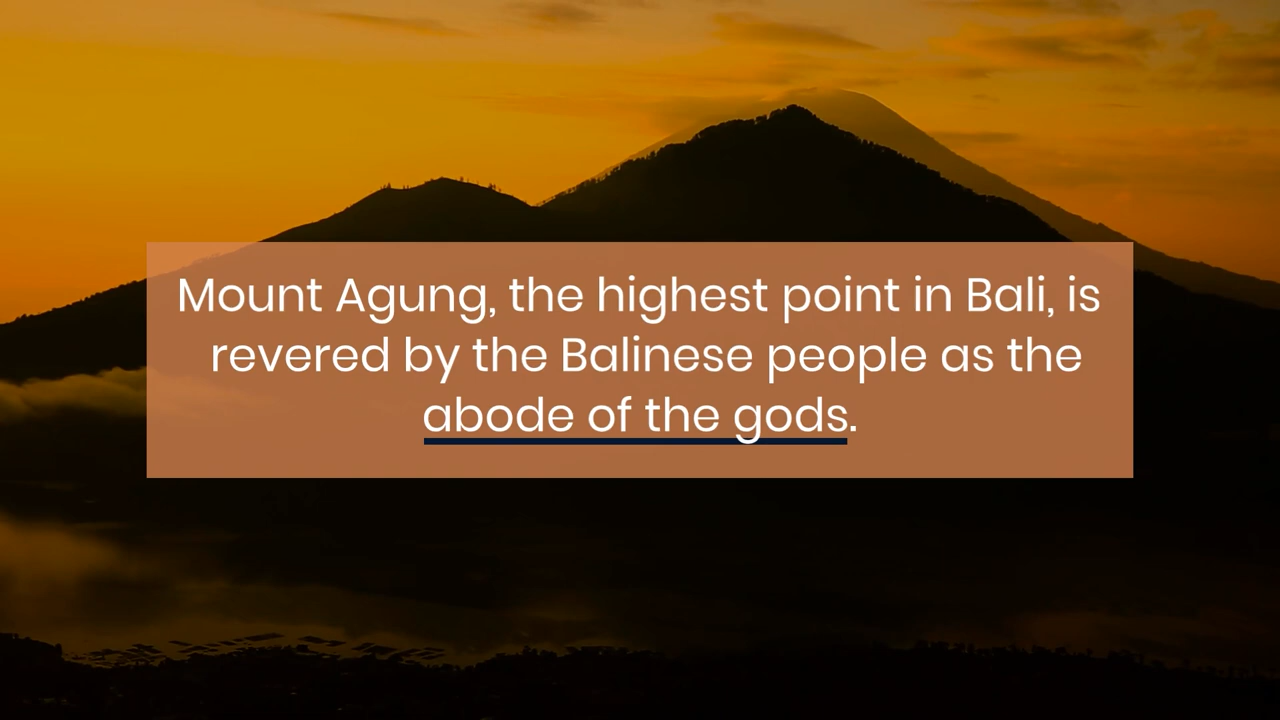 Mount Agung, the highest point in Bali, is
revered by the Balinese people as the
abode of the gods.